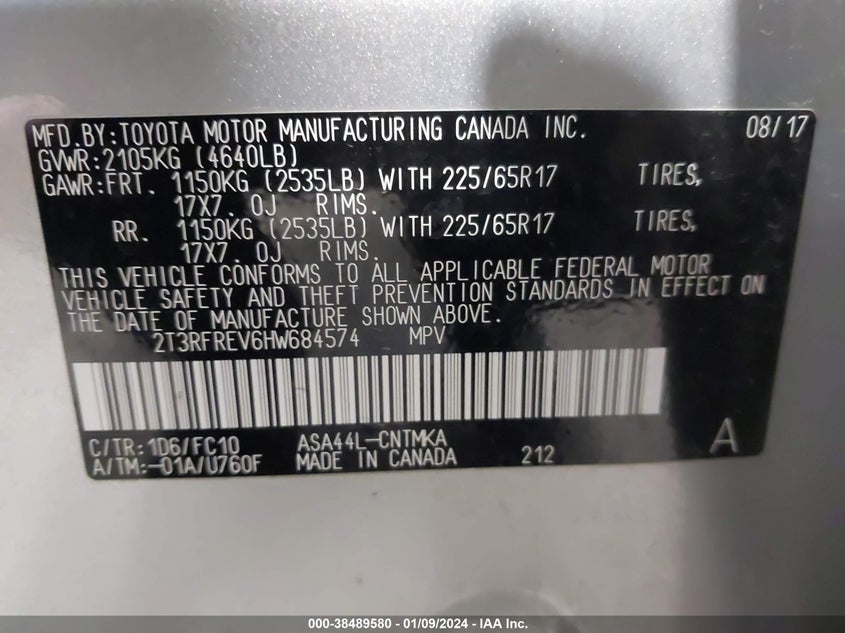 MFD.BY:TOYOTA MOTOR MANUFACTURING CANADA INC. 08/17
GVWR:2105KG (4640LB)
GAWR:FRT. 1150KG (2535LB) WITH 225/65R17 TIRES,
17X7. 0J RIMS.
RR. 1150KG (2535LB) WITH 225/65R17 TIRES,
17X7. 0J RIMS.
THIS VEHICLE CONFORMS TO ALL APPLICABLE FEDERAL MOTOR
VEHICLE SAFETY AND THEFT PREVENTION STANDARDS IN EFFECT ON
THE DATE OF MANUFACTURE SHOWN ABOVE.
2T3RFREV6HW684574 MPV
C/TR:1D6/FC10 ASA44L-CNTMKA A
A/TM:-01A/U760F MADE IN CANADA 212
000-38489580 - 01/09/2024 - IAA Inc.